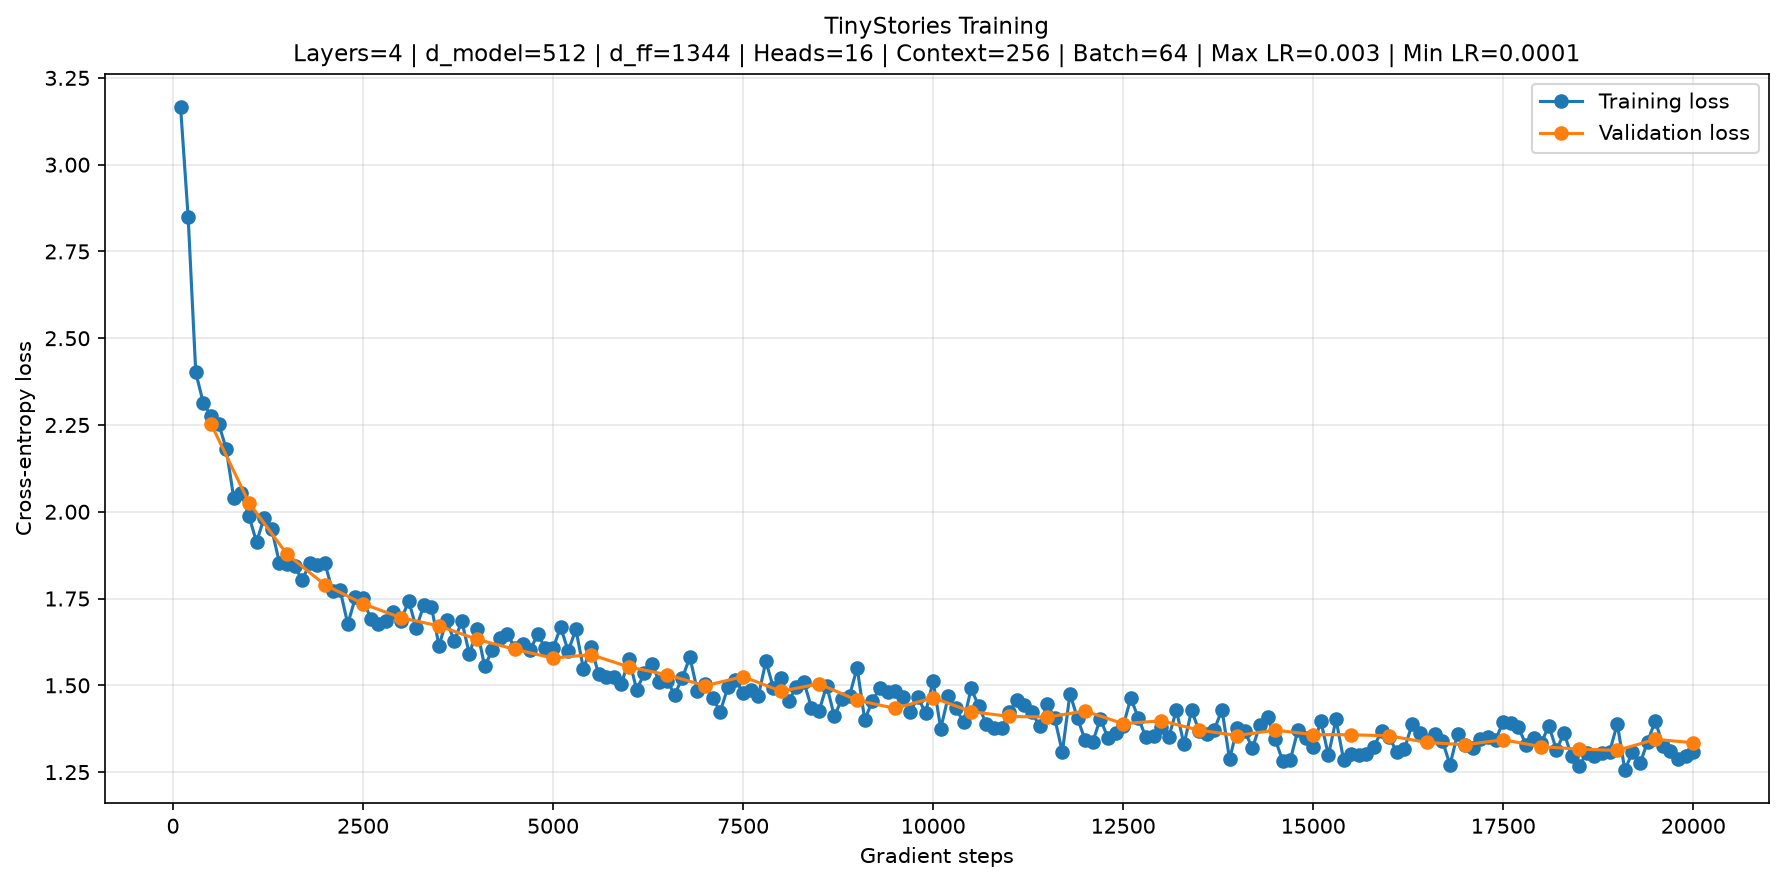 TinyStories Training
Layers=4 | d_model=512 | d_ff=1344 | Heads=16 | Context=256 | Batch=64 | Max LR=0.003 | Min LR=0.0001
Training loss
Validation loss
Cross-entropy loss
3.25
3.00
2.75
2.50
2.25
2.00
1.75
1.50
1.25
0 2500 5000 7500 10000 12500 15000 17500 20000
Gradient steps